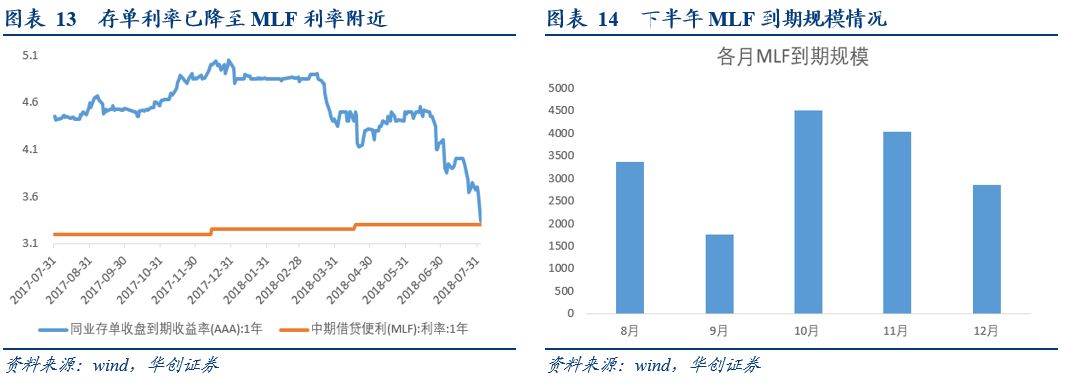 图表 13 存单利率已降至 MLF 利率附近
5.1
4.6
4.1
3.6
3.1
2017-07-31
2017-08-31
2017-09-30
2017-10-31
2017-11-30
2017-12-31
2018-01-31
2018-02-28
2018-03-31
2018-04-30
2018-05-31
2018-06-30
2018-07-31
同业存单收盘到期收益率(AAA):1年
中期借贷便利(MLF):利率:1年
资料来源：wind，华创证券
图表 14 下半年 MLF 到期规模情况
各月MLF到期规模
5000
4500
4000
3500
3000
2500
2000
1500
1000
500
0
8月
9月
10月
11月
12月
资料来源：wind，华创证券